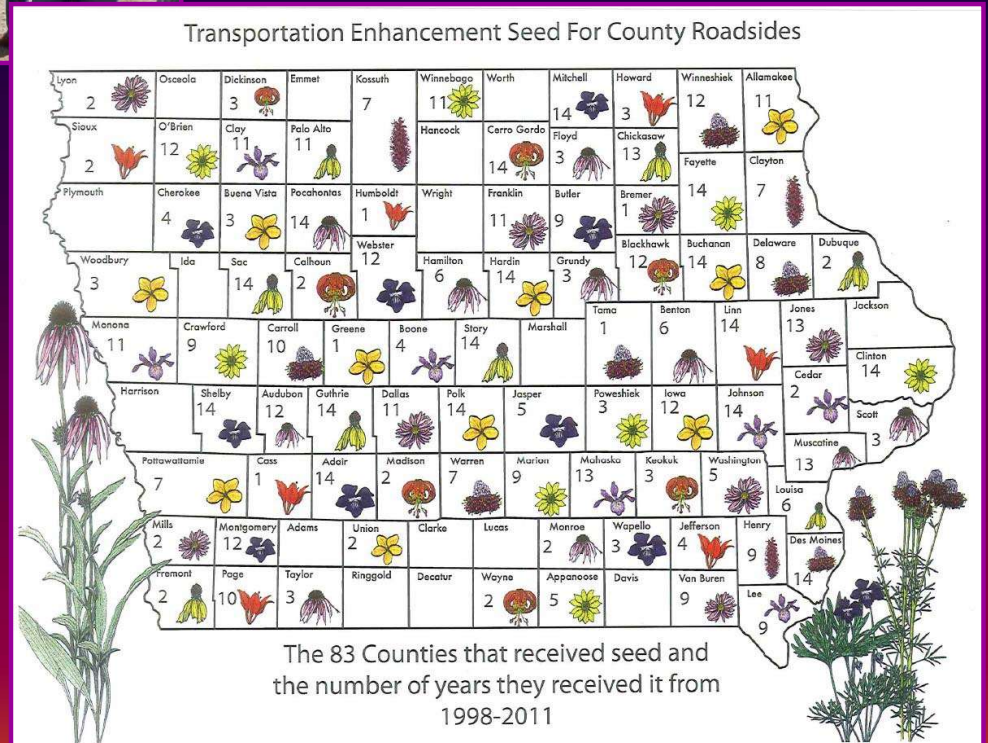 Transportation Enhancement Seed For County Roadsides
Lyon Osceola Dickinson Emmet Kossuth Winnebago Worth Mitchell Howard Winneshiek Allamakee
2 3 7 11 14 3 12 11
Sioux O'Brien Clay Palo Alto Hancock Cerro Gordo Floyd Chickasaw
2 12 11 11 14 3 13
Fayette Clayton
14 7
Plymouth Cherokee Buena Vista Pocahontas Humboldt Wright Franklin Butler Bremer
4 3 14 1 11 9 1
Webster Blackhawk Buchanan Delaware Dubuque
12 12 14 8 2
Woodbury Ida Sac Calhoun Hamilton Hardin Grundy
3 14 2 6 14 3
Tama Benton Linn Jones Jackson
1 6 14 13
Monona Crawford Carroll Greene Boone Story Marshall
11 9 10 1 4 14
Clinton
14
Cedar
2
Harrison Shelby Audubon Guthrie Dallas Polk Jasper Poweshiek Iowa Johnson
14 12 14 11 14 5 3 12 14
Scott
3
Muscatine
13
Pottawattamie Cass Adair Madison Warren Marion Mahaska Keokuk Washington
7 1 14 2 7 9 13 3 5
Louisa
6
Mills Montgomery Adams Union Clarke Lucas Monroe Wapello Jefferson Henry
2 12 2 2 3 4 9
Des Moines
14
Fremont Page Taylor Ringgold Decatur Wayne Appanoose Davis Van Buren
2 10 3 2 5 9
Lee
9
The 83 Counties that received seed and
the number of years they received it from
1998-2011